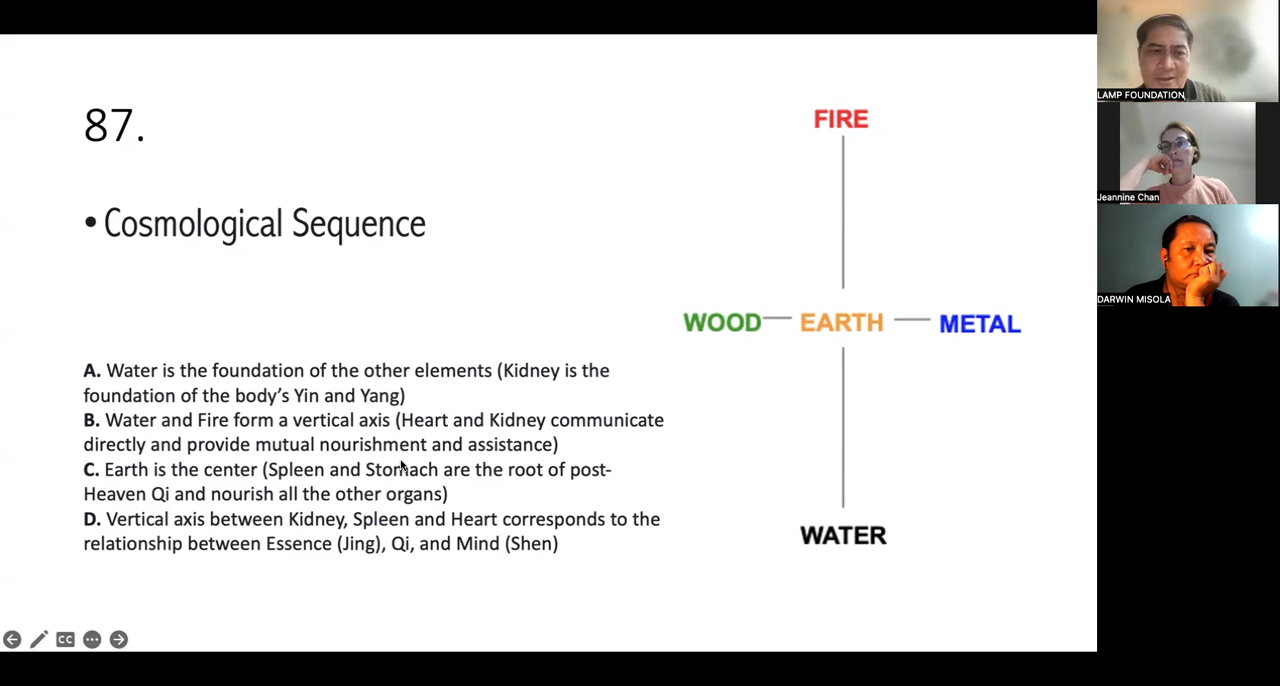 87.
• Cosmological Sequence
A. Water is the foundation of the other elements (Kidney is the
foundation of the body's Yin and Yang)
B. Water and Fire form a vertical axis (Heart and Kidney communicate
directly and provide mutual nourishment and assistance)
C. Earth is the center (Spleen and Stomach are the root of post-
Heaven Qi and nourish all the other organs)
D. Vertical axis between Kidney, Spleen and Heart corresponds to the
relationship between Essence (Jing), Qi, and Mind (Shen)
FIRE
WOOD EARTH METAL
WATER
CC
LAMP FOUNDATION
Jeannine Chan
DARWIN MISOLA